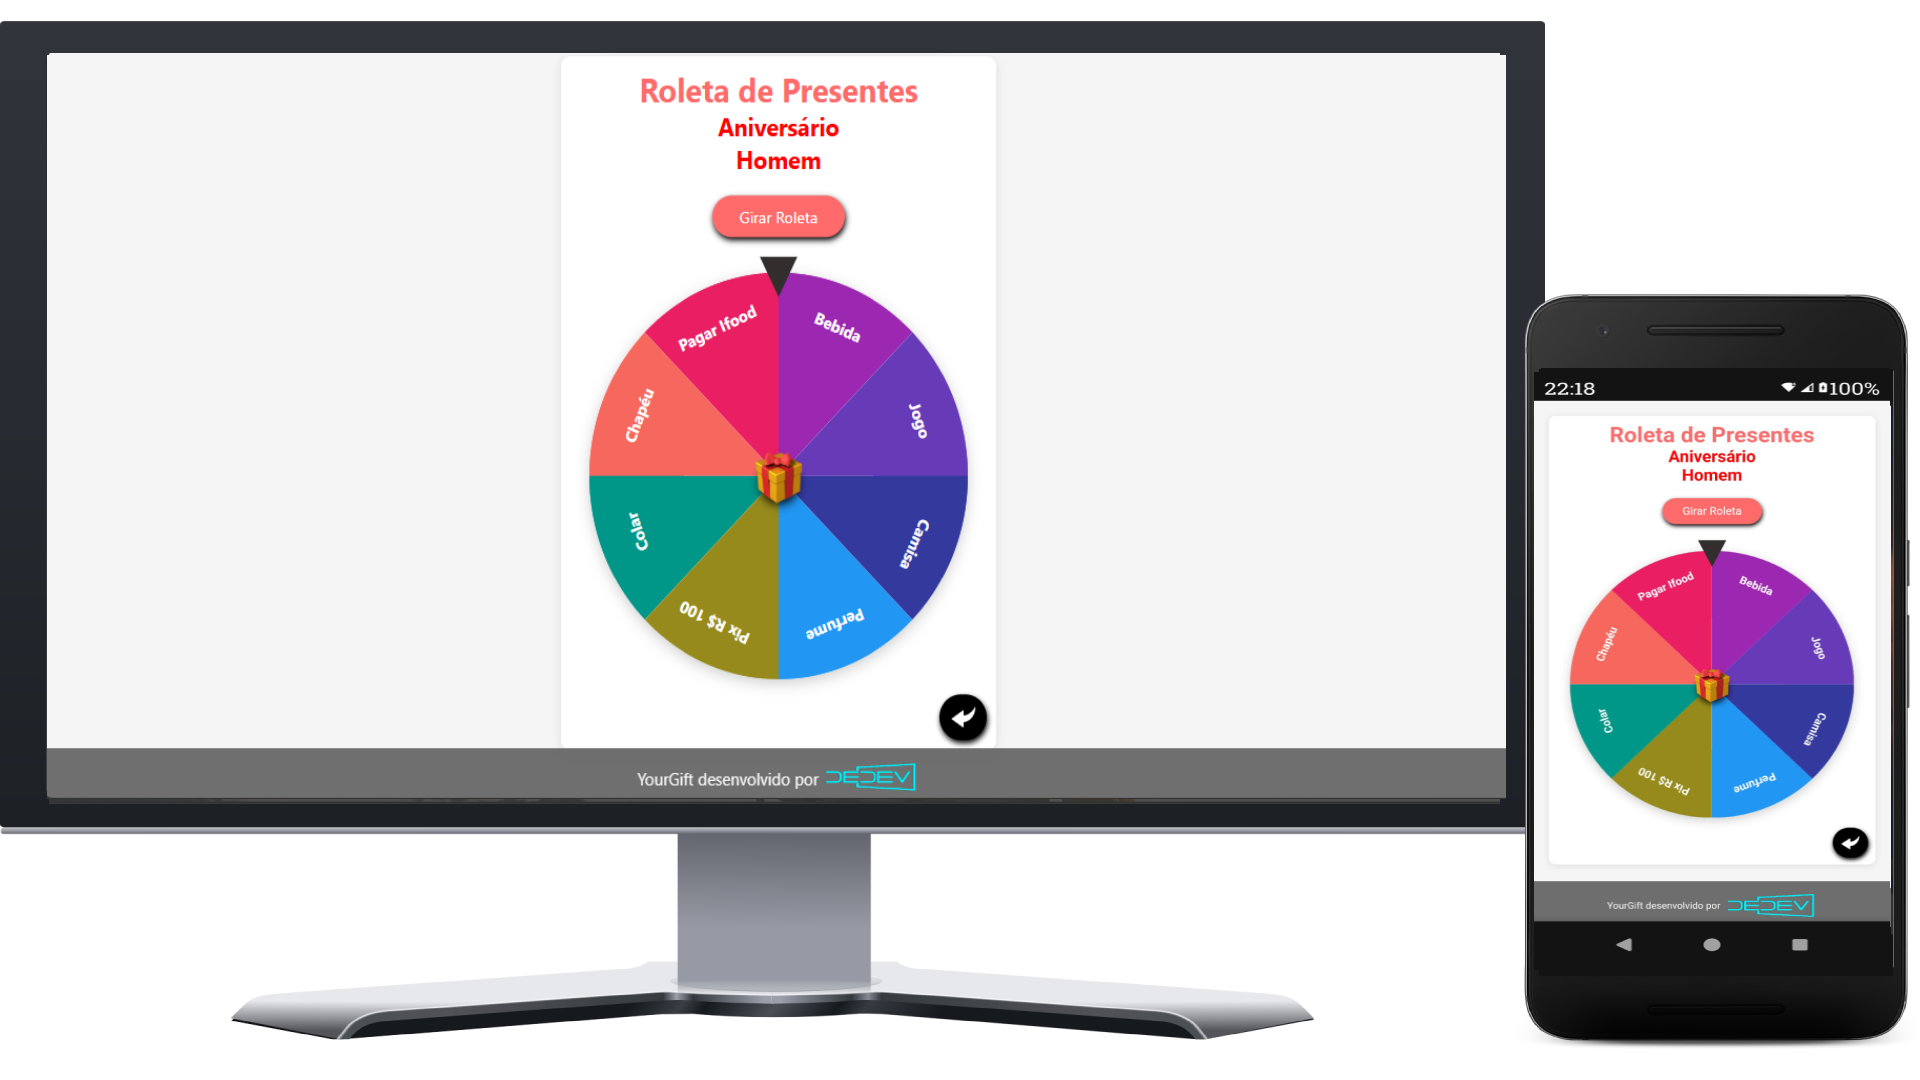 Roleta de Presentes
Aniversário
Homem
Girar Roleta
Pagar Ifood
Bebida
Jogo
Camisa
Perfume
Pix R$ 100
Colar
Chapéu
YourGift desenvolvido por DEDEV
22:18 100%
Roleta de Presentes
Aniversário
Homem
Girar Roleta
Pagar Ifood
Bebida
Jogo
Camisa
Perfume
Pix R$ 100
Colar
Chapéu
YourGift desenvolvido por DEDEV